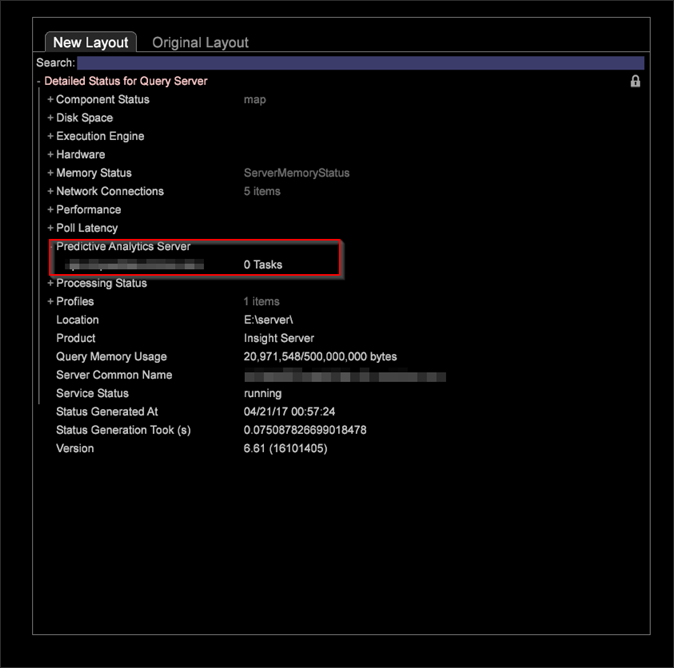 New Layout Original Layout
Search:
- Detailed Status for Query Server
+ Component Status map
+ Disk Space
+ Execution Engine
+ Hardware
+ Memory Status ServerMemoryStatus
+ Network Connections 5 items
+ Performance
+ Poll Latency
- Predictive Analytics Server
0 Tasks
+ Processing Status
+ Profiles 1 items
Location E:\server\
Product Insight Server
Query Memory Usage 20,971,548/500,000,000 bytes
Server Common Name
Service Status running
Status Generated At 04/21/17 00:57:24
Status Generation Took (s) 0.075087826699018478
Version 6.61 (16101405)